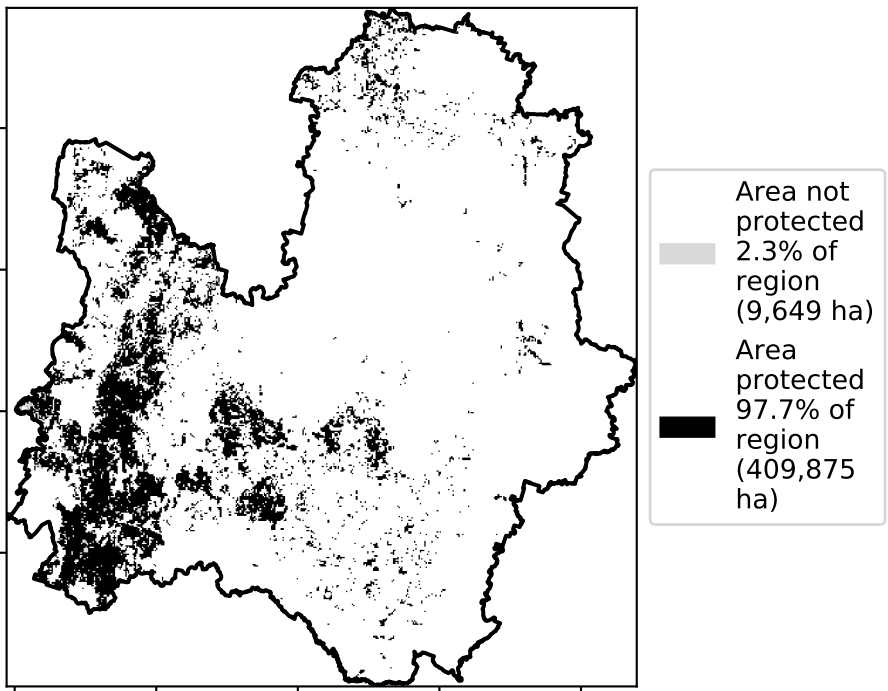 Area not
protected
2.3% of
region
(9,649 ha)
Area
protected
97.7% of
region
(409,875
ha)